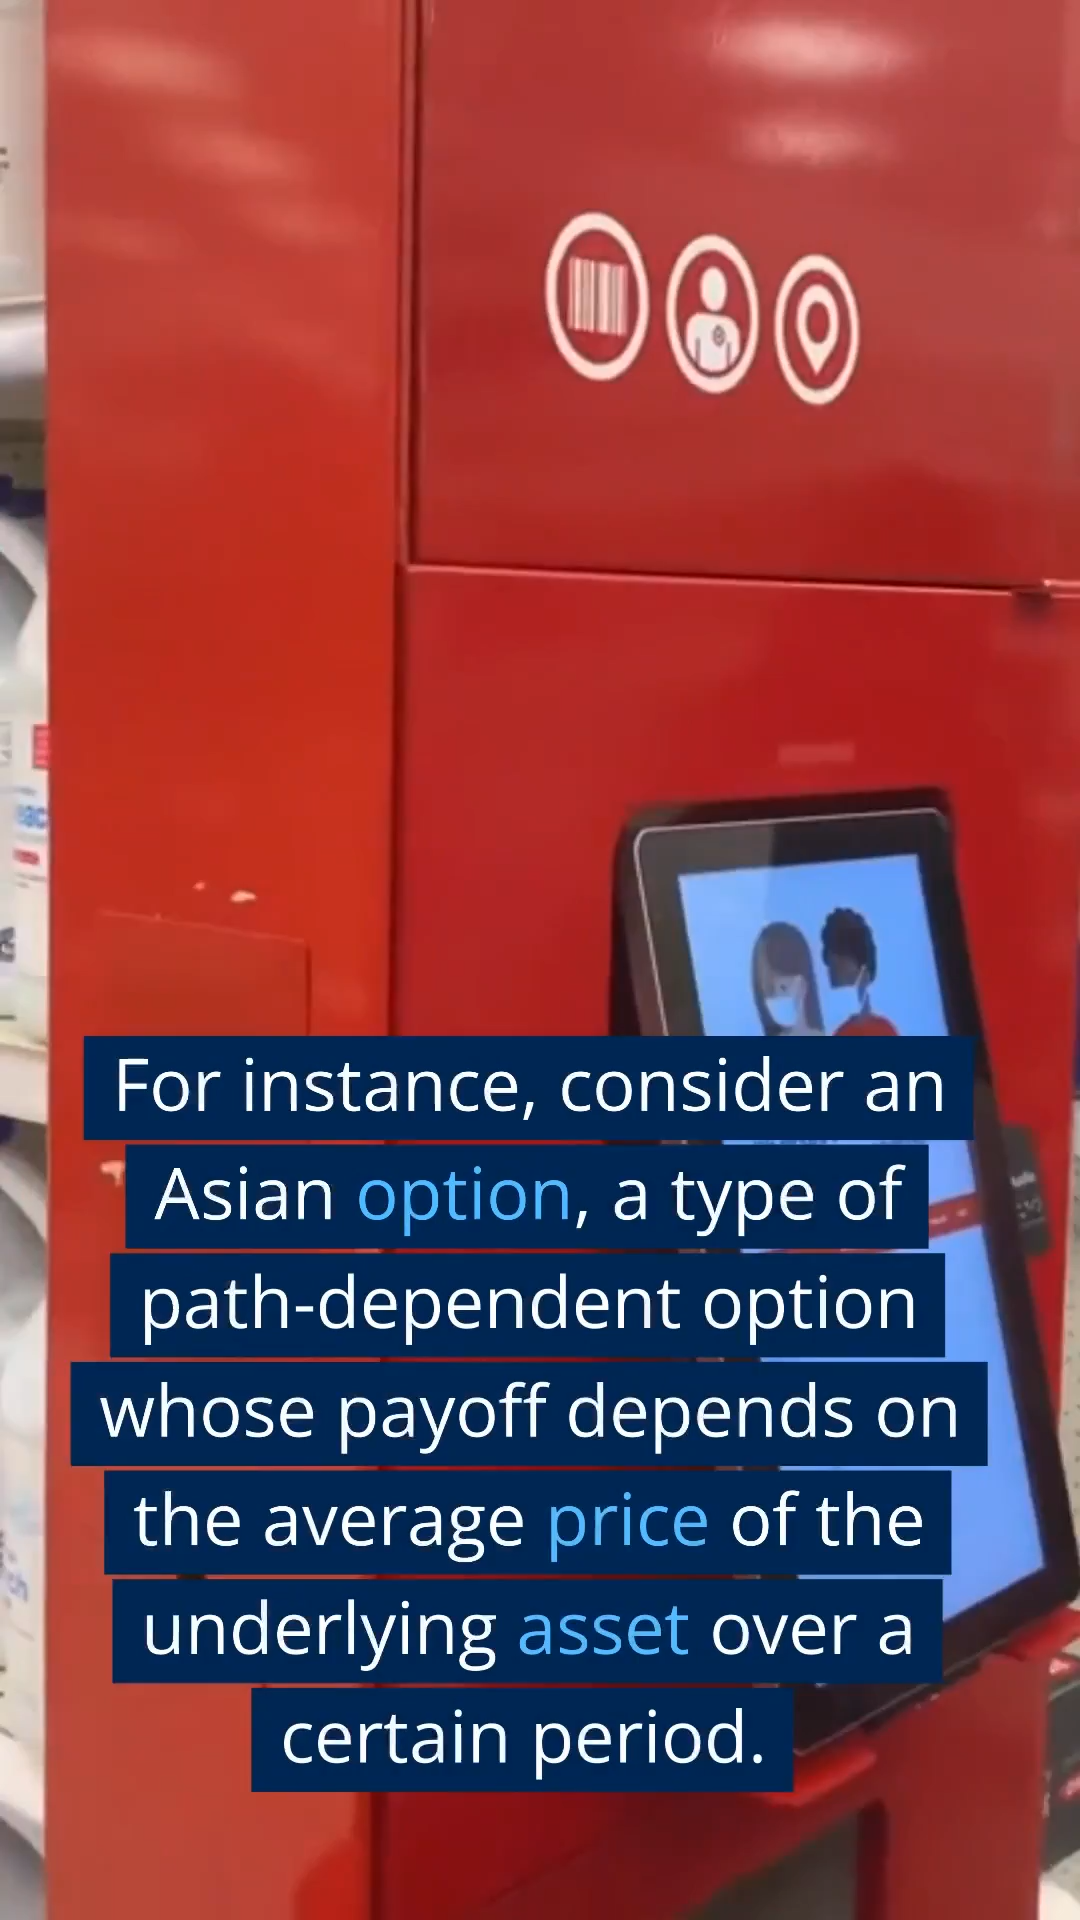 For instance, consider an
Asian option, a type of
path-dependent option
whose payoff depends on
the average price of the
underlying asset over a
certain period.